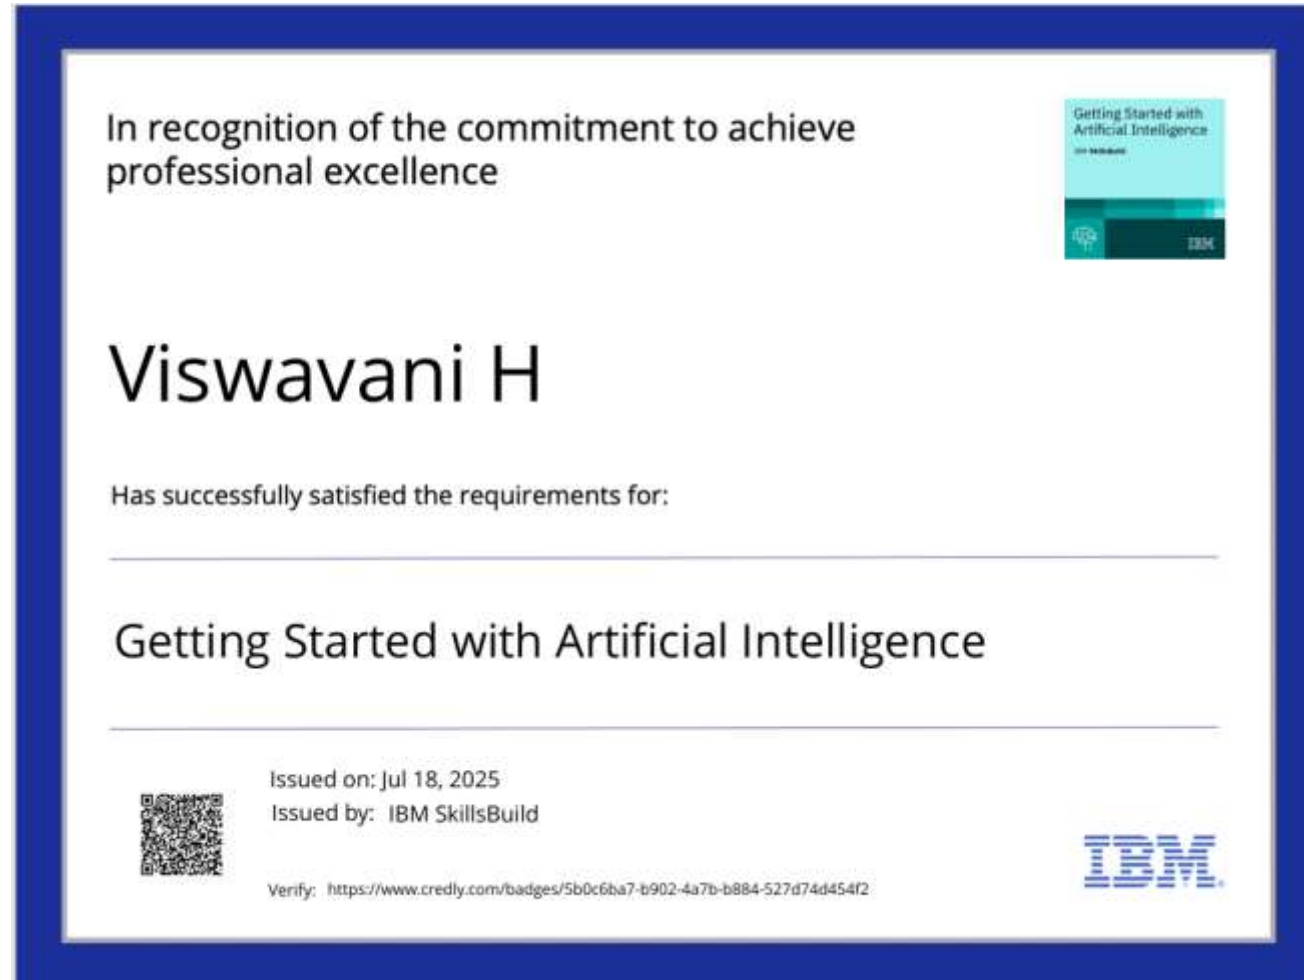 In recognition of the commitment to achieve
professional excellence
Getting Started with
Artificial Intelligence
IBM SkillsBuild
IBM
Viswavani H
Has successfully satisfied the requirements for:
Getting Started with Artificial Intelligence
Issued on: Jul 18, 2025
Issued by: IBM SkillsBuild
Verify: https://www.credly.com/badges/5b0c6ba7-b902-4a7b-b884-527d74d454f2
IBM.